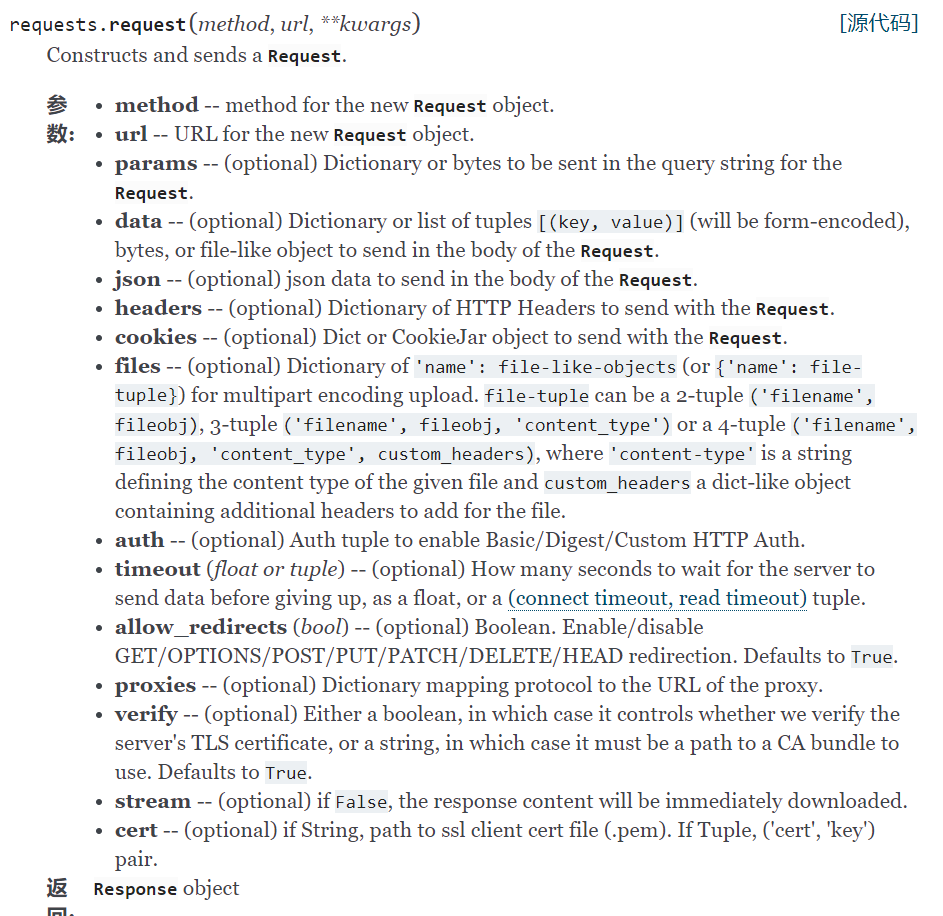 requests.request(method, url, **kwargs) [源代码]
Constructs and sends a Request.
参数:
• method -- method for the new Request object.
• url -- URL for the new Request object.
• params -- (optional) Dictionary or bytes to be sent in the query string for the
Request.
• data -- (optional) Dictionary or list of tuples [(key, value)] (will be form-encoded),
bytes, or file-like object to send in the body of the Request.
• json -- (optional) json data to send in the body of the Request.
• headers -- (optional) Dictionary of HTTP Headers to send with the Request.
• cookies -- (optional) Dict or CookieJar object to send with the Request.
• files -- (optional) Dictionary of 'name': file-like-objects (or {'name': file-
tuple}) for multipart encoding upload. file-tuple can be a 2-tuple ('filename',
fileobj), 3-tuple ('filename', fileobj, 'content_type') or a 4-tuple ('filename',
fileobj, 'content_type', custom_headers), where 'content-type' is a string
defining the content type of the given file and custom_headers a dict-like object
containing additional headers to add for the file.
• auth -- (optional) Auth tuple to enable Basic/Digest/Custom HTTP Auth.
• timeout (float or tuple) -- (optional) How many seconds to wait for the server to
send data before giving up, as a float, or a (connect timeout, read timeout) tuple.
• allow_redirects (bool) -- (optional) Boolean. Enable/disable
GET/OPTIONS/POST/PUT/PATCH/DELETE/HEAD redirection. Defaults to True.
• proxies -- (optional) Dictionary mapping protocol to the URL of the proxy.
• verify -- (optional) Either a boolean, in which case it controls whether we verify the
server's TLS certificate, or a string, in which case it must be a path to a CA bundle to
use. Defaults to True.
• stream -- (optional) if False, the response content will be immediately downloaded.
• cert -- (optional) if String, path to ssl client cert file (.pem). If Tuple, ('cert', 'key')
pair.
返回:
Response object